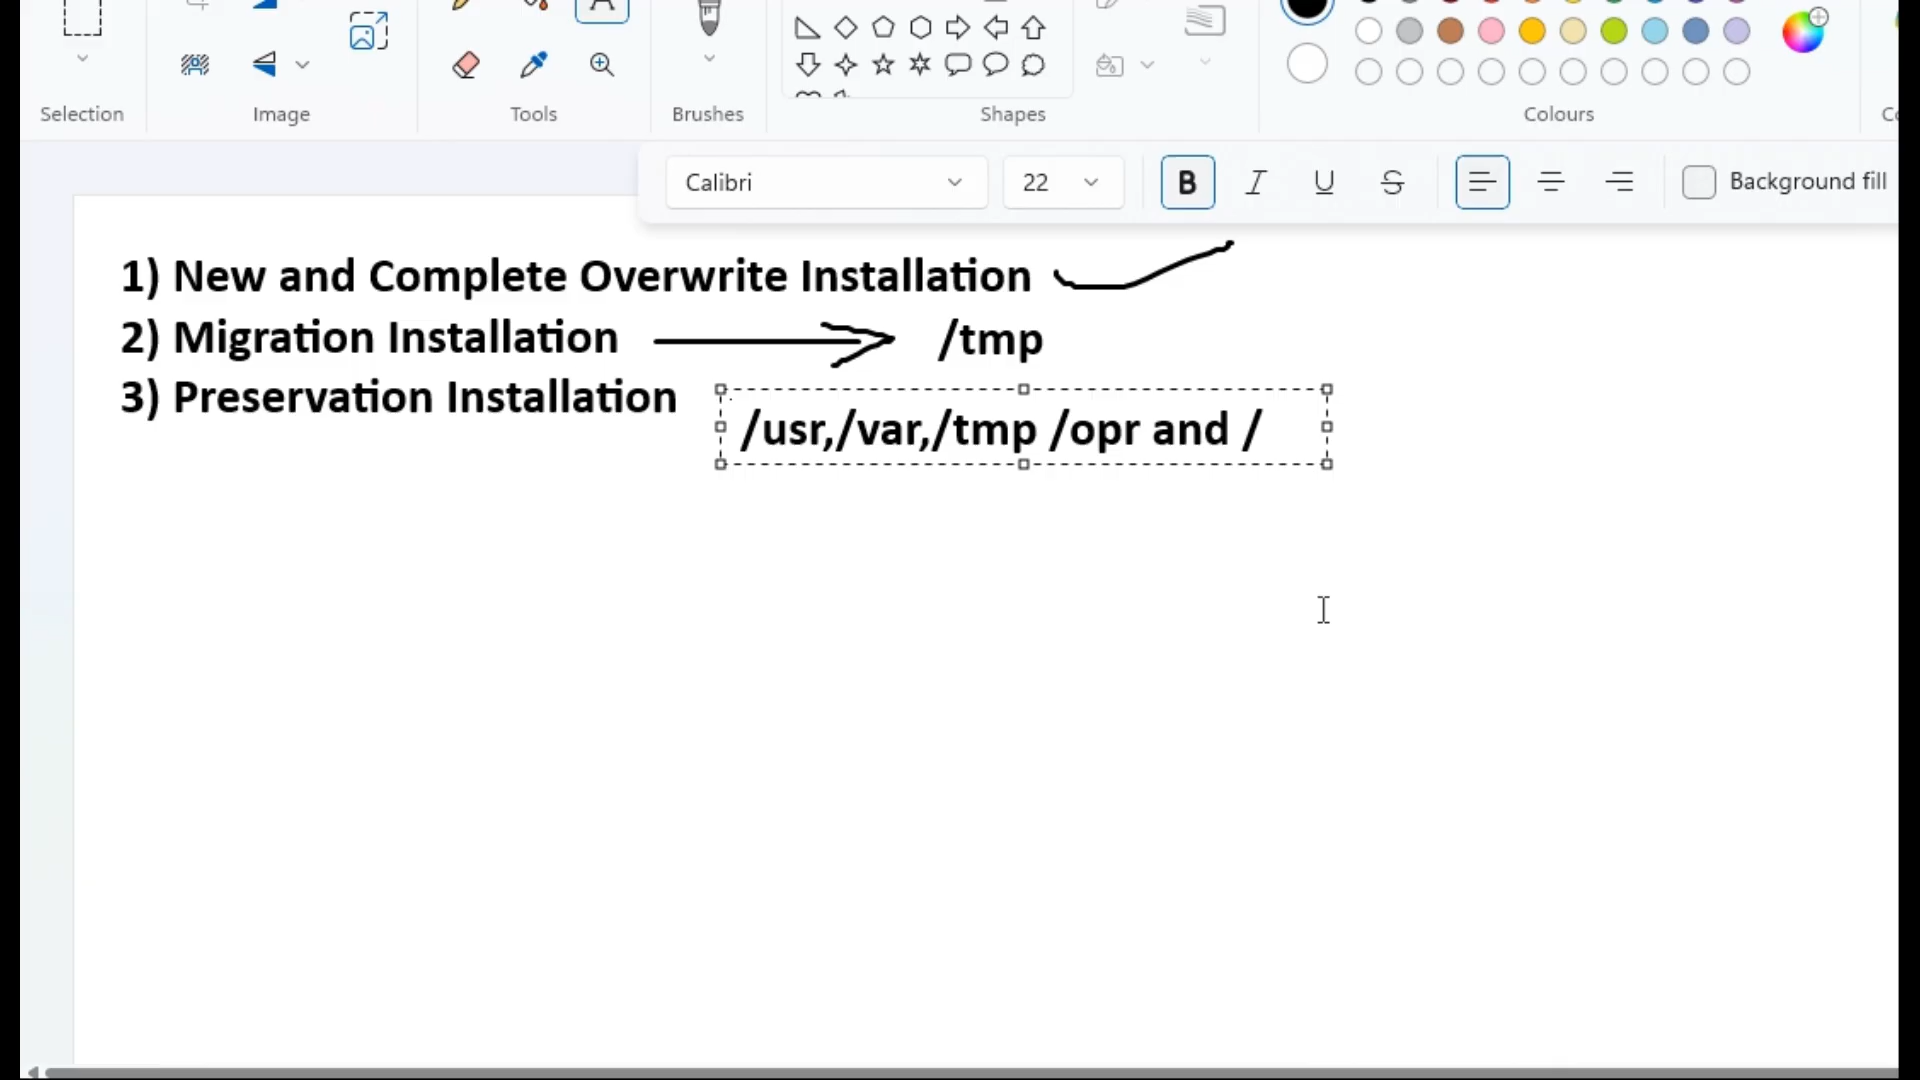 Selection
Image
Tools
Brushes
Shapes
Colours
Calibri
22
B
I
U
S
Background fill
1) New and Complete Overwrite Installation
2) Migration Installation /tmp
3) Preservation Installation
/usr,/var,/tmp /opr and /